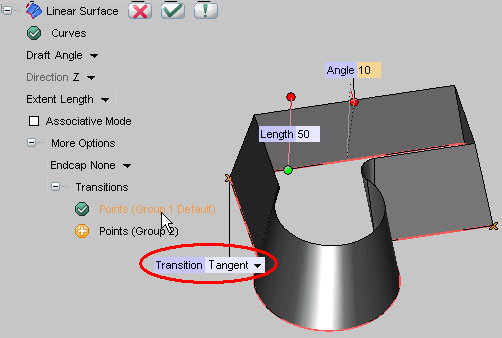 Linear Surface
Curves
Draft Angle
Direction Z
Extent Length
Associative Mode
More Options
Endcap None
Transitions
Points (Group 1 Default)
Points (Group 2)
Transition Tangent
Angle 10
Length 50